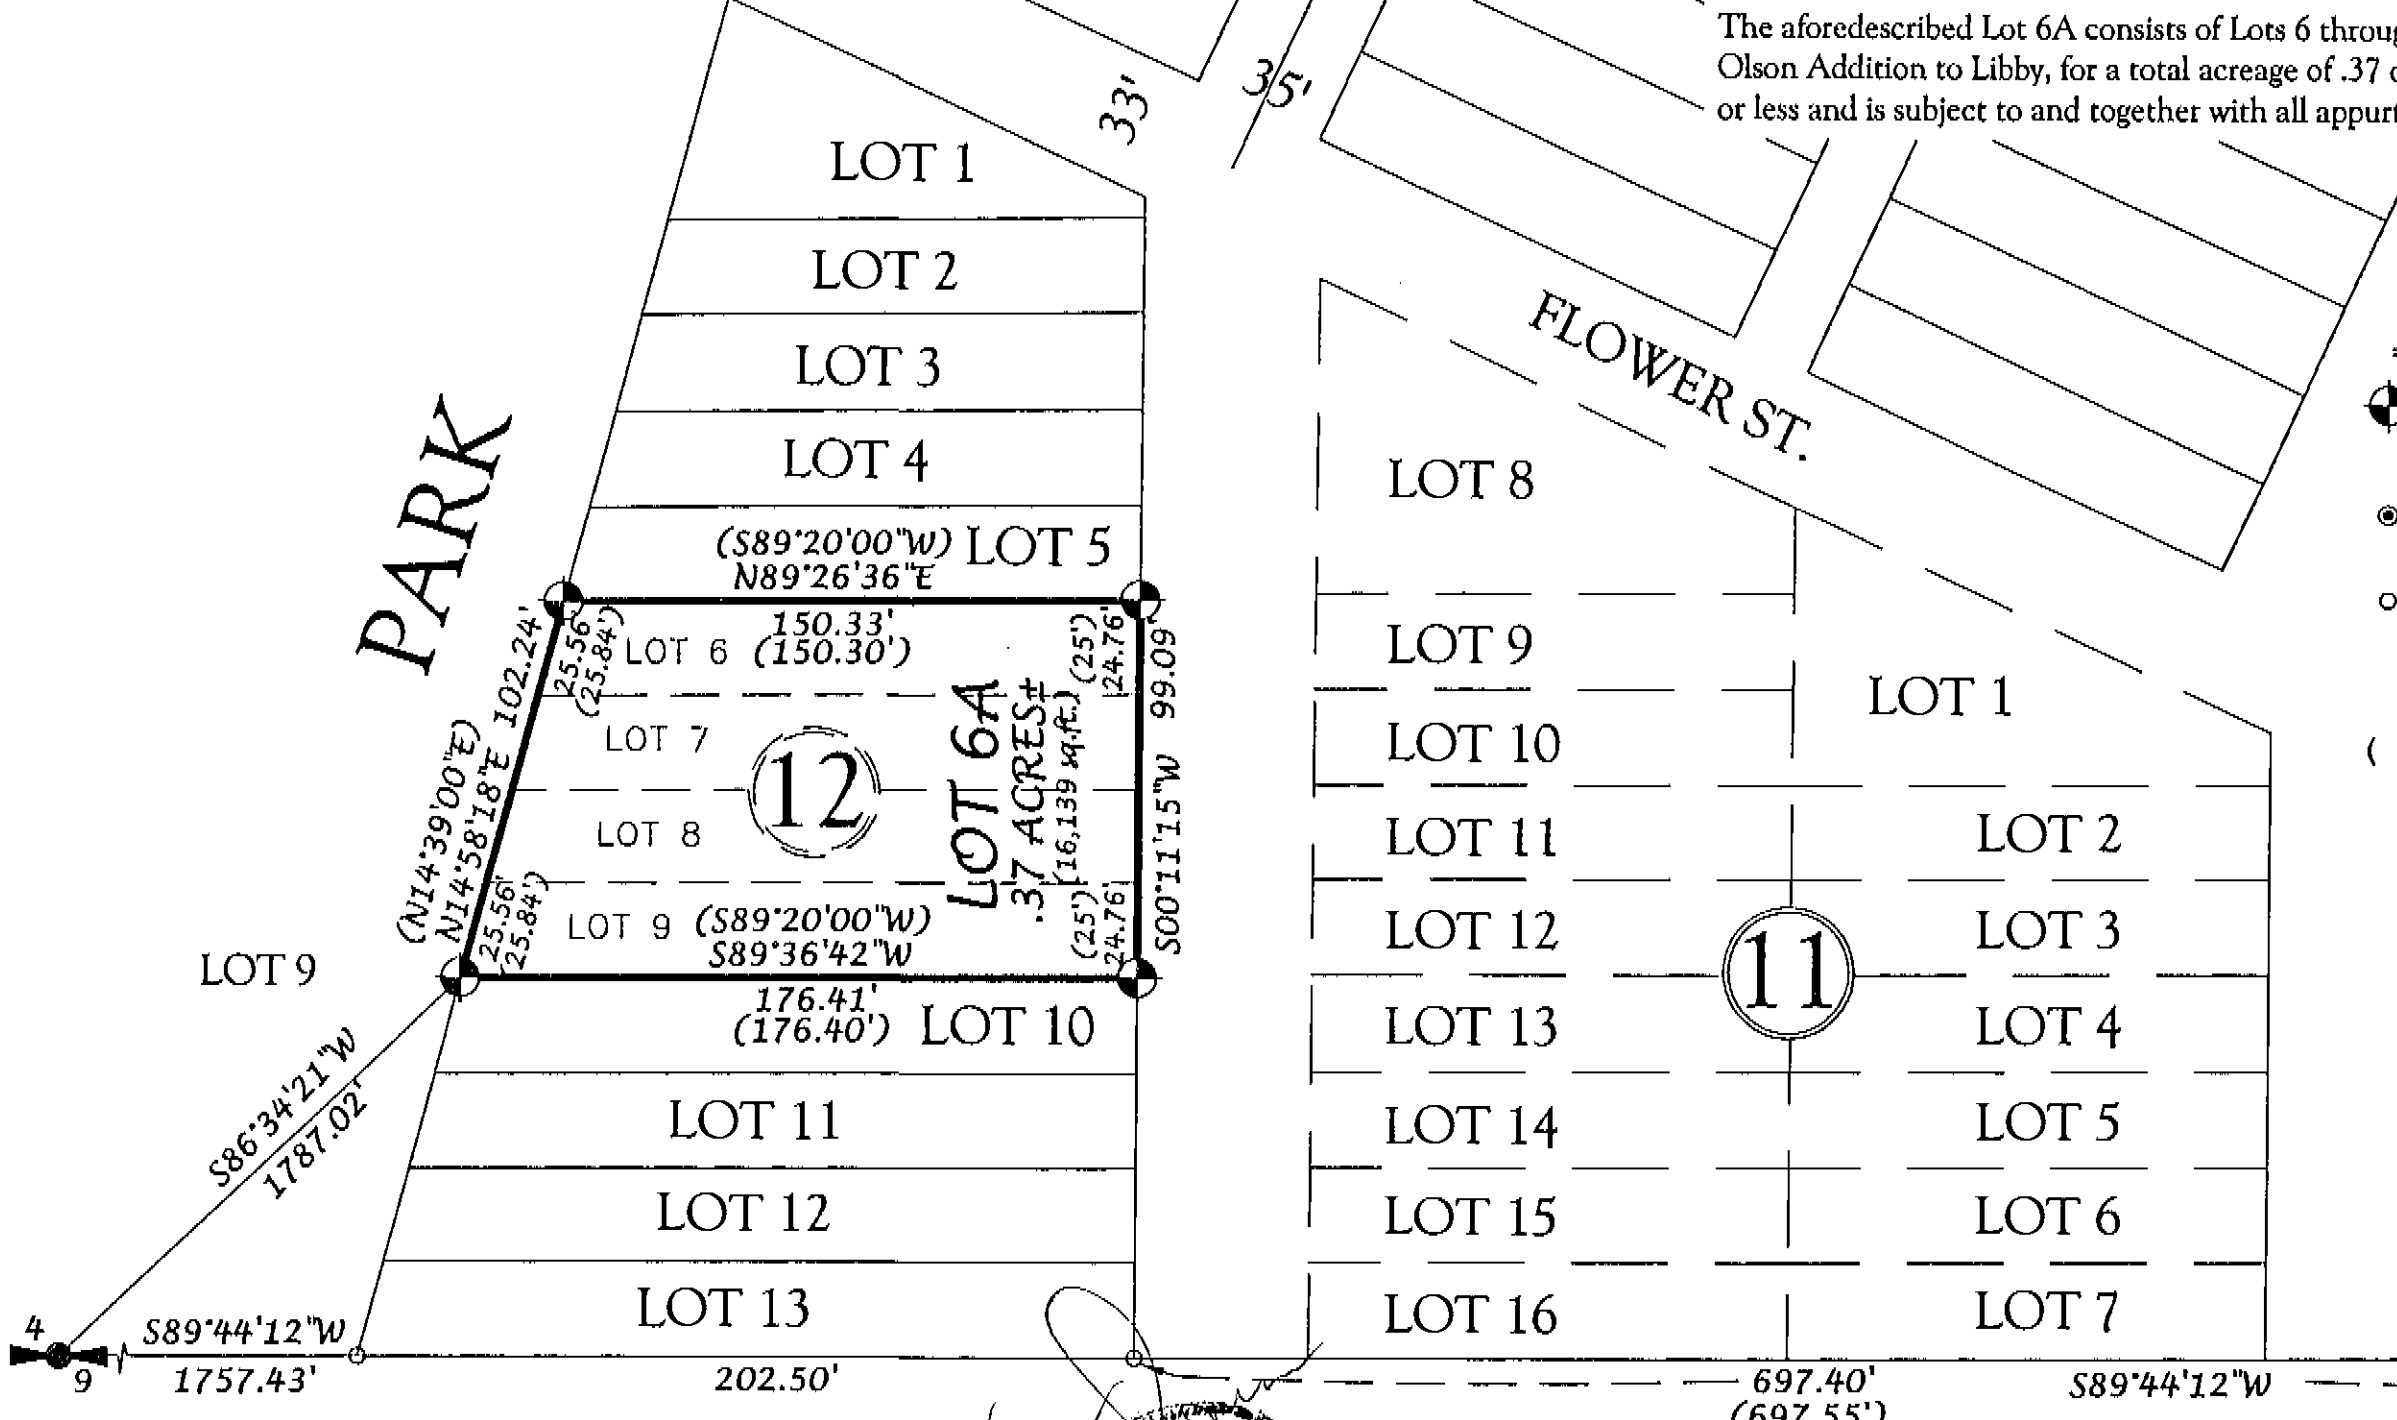 The aforedescribed Lot 6A consists of Lots 6 throug
Olson Addition to Libby, for a total acreage of .37
or less and is subject to and together with all appurt
33'
35'
LOT 1
LOT 2
LOT 3
LOT 4
(S89°20'00"W) LOT 5
N89°26'36"E
PARK
FLOWER ST.
150.33'
LOT 6 (150.30')
102.24'
25.56'
(25.84')
(25')
24.76'
99.09'
LOT 7
12
LOT 8
LOT 6A
.37 ACRES±
(16,139 sq.ft.)
S00°11'15"W
(N14°39'00"E)
N14°58'18"E
25.56'
(25.84')
(25')
24.76'
LOT 9 (S89°20'00"W)
S89°36'42"W
LOT 9
176.41'
(176.40') LOT 10
S86°34'21"W
1787.02'
LOT 11
LOT 12
LOT 13
4
9
S89°44'12"W
1757.43'
202.50'
LOT 8
LOT 9
LOT 10
LOT 11
LOT 12
LOT 13
LOT 14
LOT 15
LOT 16
11
LOT 1
LOT 2
LOT 3
LOT 4
LOT 5
LOT 6
LOT 7
697.40'
(697.55')
S89°44'12"W
(